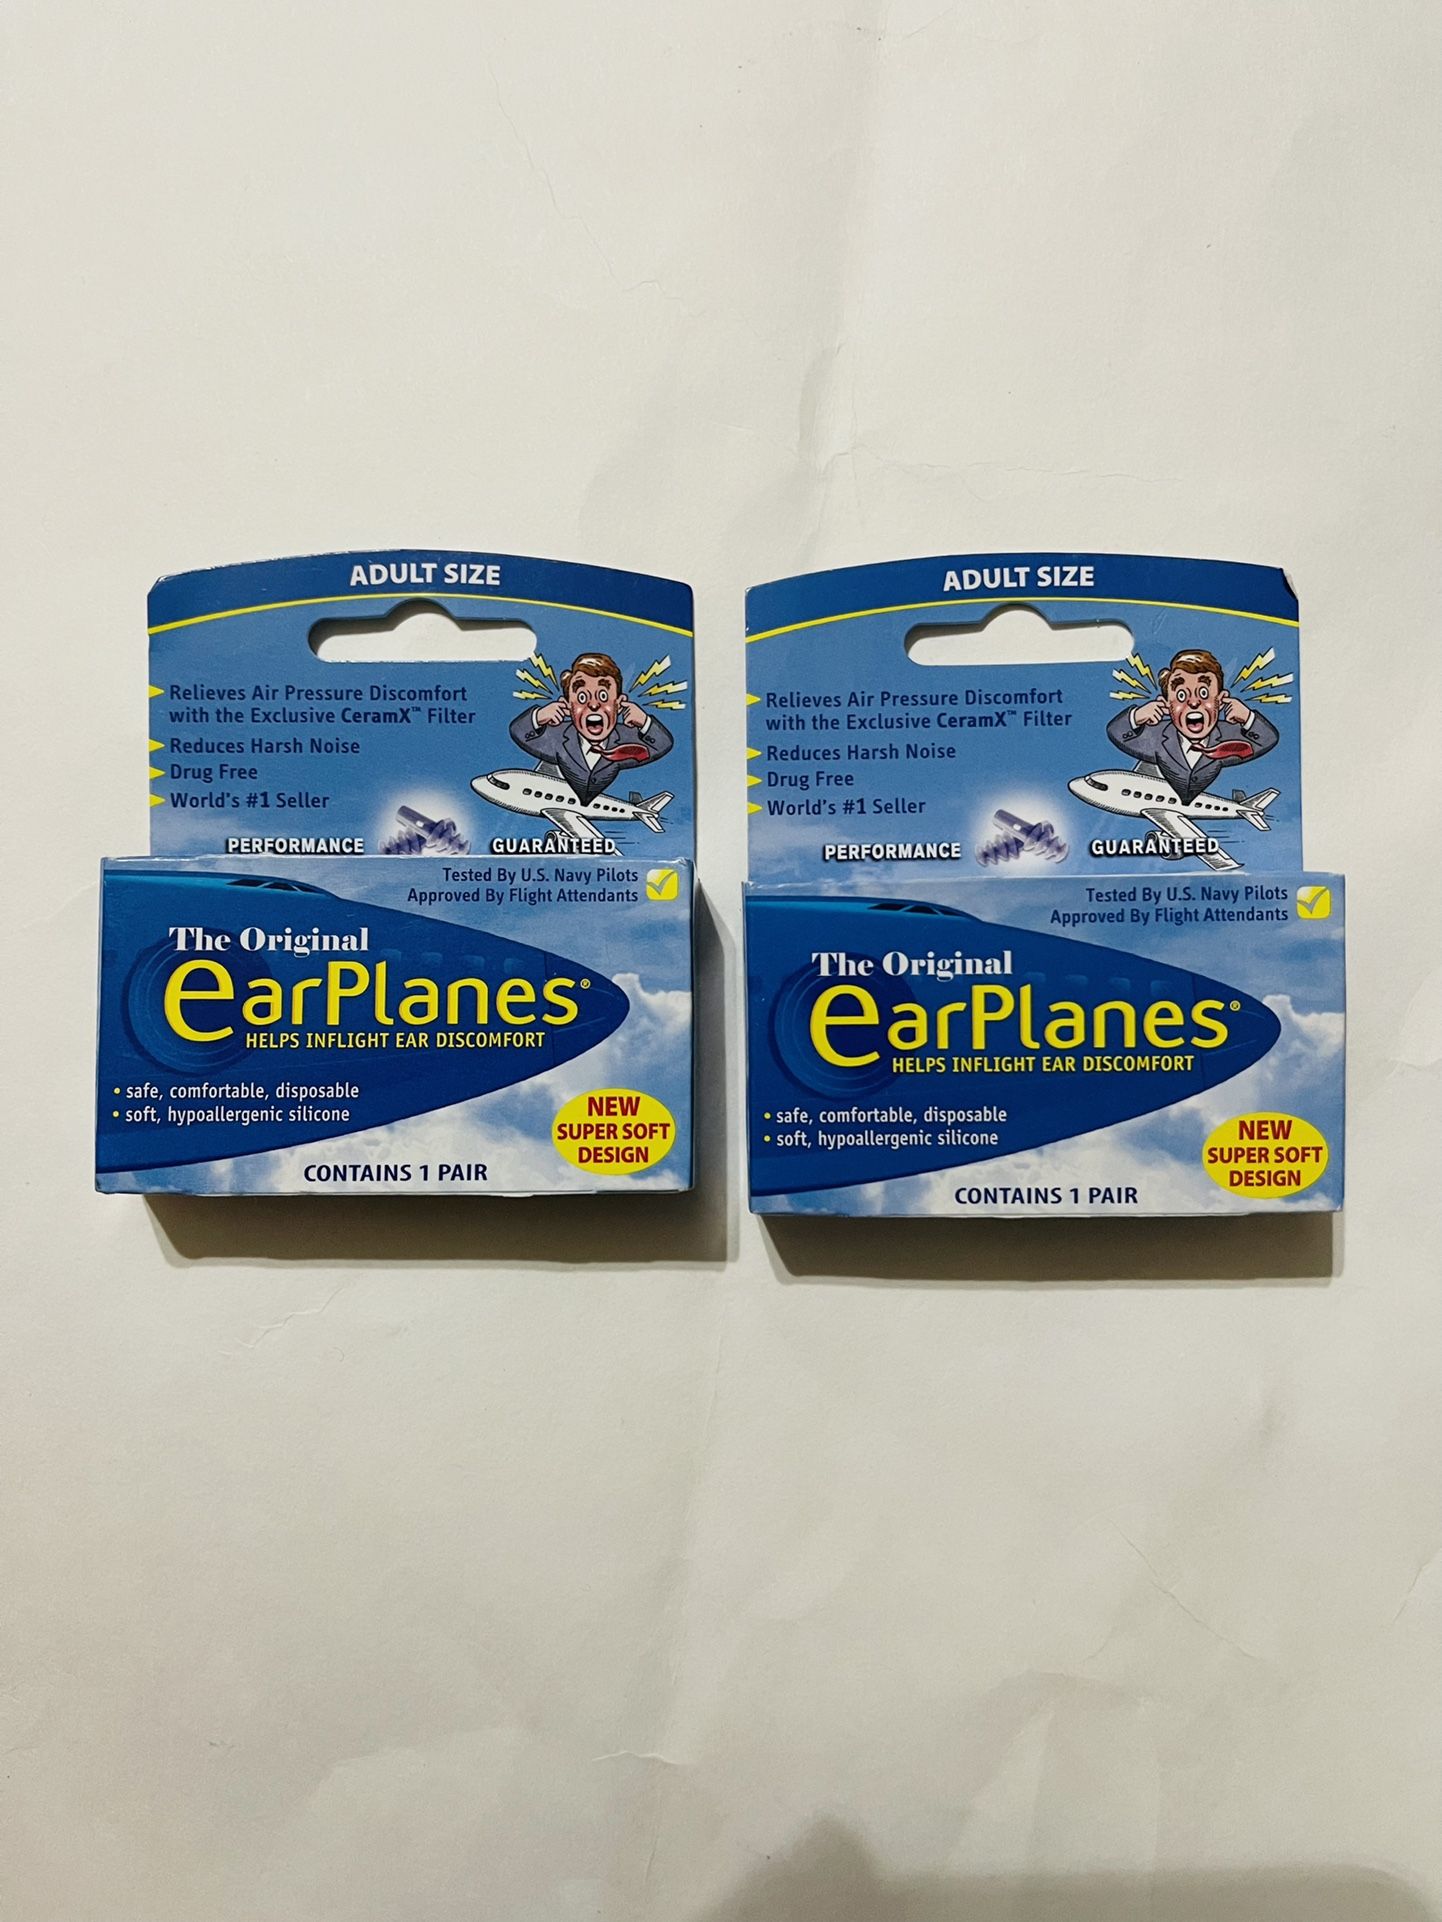 ADULT SIZE
Relieves Air Pressure Discomfort
with the Exclusive CeramX™ Filter
Reduces Harsh Noise
Drug Free
World's #1 Seller
PERFORMANCE GUARANTEED
Tested By U.S. Navy Pilots
Approved By Flight Attendants
The Original
earPlanes®
HELPS INFLIGHT EAR DISCOMFORT
• safe, comfortable, disposable
• soft, hypoallergenic silicone
NEW
SUPER SOFT
DESIGN
CONTAINS 1 PAIR
ADULT SIZE
Relieves Air Pressure Discomfort
with the Exclusive CeramX™ Filter
Reduces Harsh Noise
Drug Free
World's #1 Seller
PERFORMANCE GUARANTEED
Tested By U.S. Navy Pilots
Approved By Flight Attendants
The Original
earPlanes®
HELPS INFLIGHT EAR DISCOMFORT
• safe, comfortable, disposable
• soft, hypoallergenic silicone
NEW
SUPER SOFT
DESIGN
CONTAINS 1 PAIR